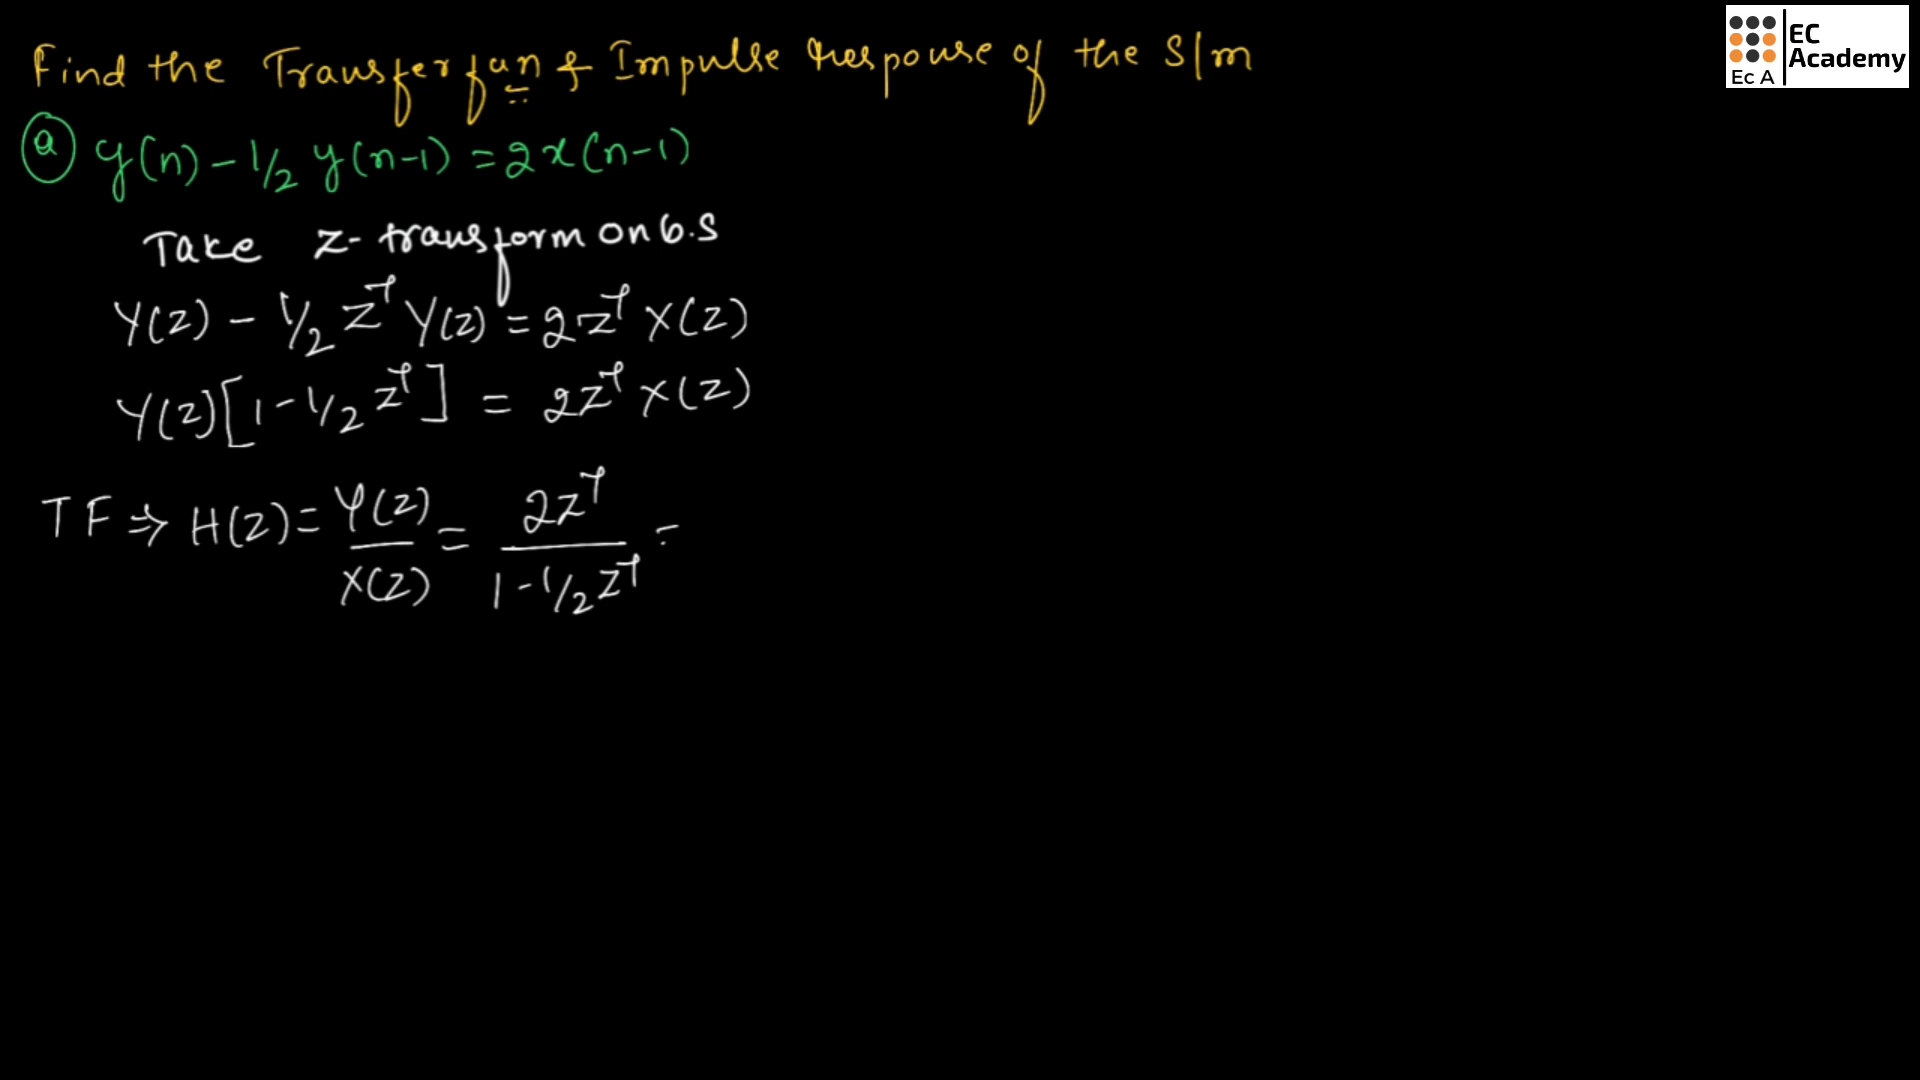 Find the Transfer fun & Impulse Response of the S/m
a y(n) - 1/2 y(n-1) = 2x(n-1)
Take z-transform on b.s
Y(z) - 1/2 z⁻¹ Y(z) = 2z⁻¹ X(z)
Y(z)[1 - 1/2 z⁻¹] = 2z⁻¹ X(z)
TF ⇒ H(z) = Y(z)/X(z) = 2z⁻¹/(1 - 1/2 z⁻¹) =
EC
Academy
Ec A